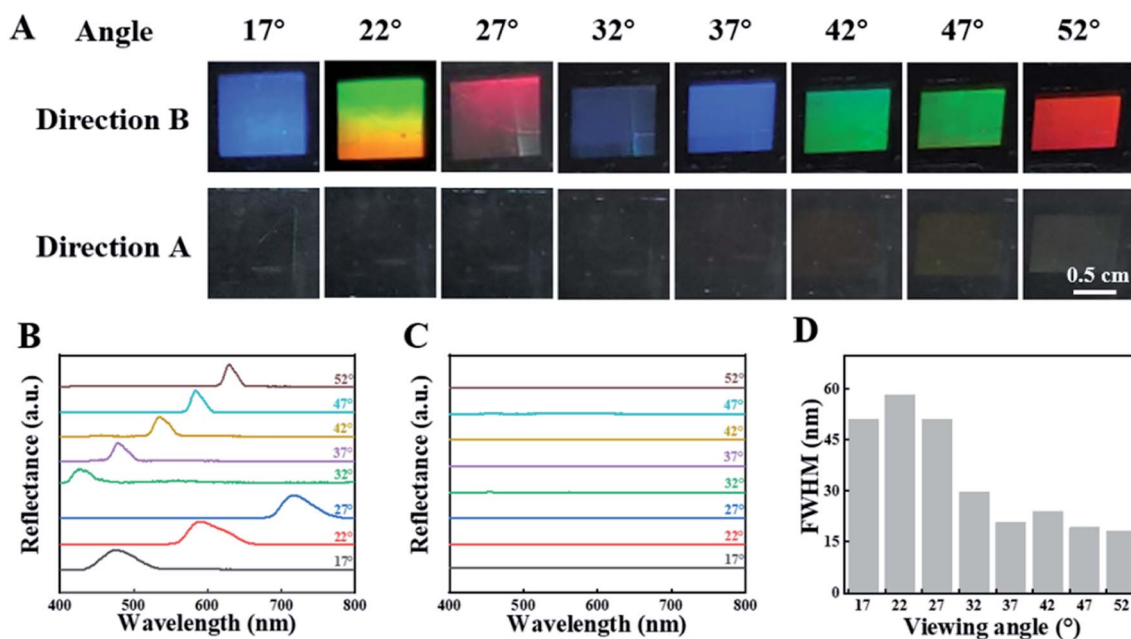 A Angle 17° 22° 27° 32° 37° 42° 47° 52°
Direction B
Direction A
0.5 cm
B
Reflectance (a.u.)
52°
47°
42°
37°
32°
27°
22°
17°
400 500 600 700 800
Wavelength (nm)
C
Reflectance (a.u.)
52°
47°
42°
37°
32°
27°
22°
17°
400 500 600 700 800
Wavelength (nm)
D
FWHM (nm)
60
45
30
15
0
17 22 27 32 37 42 47 52
Viewing angle (°)